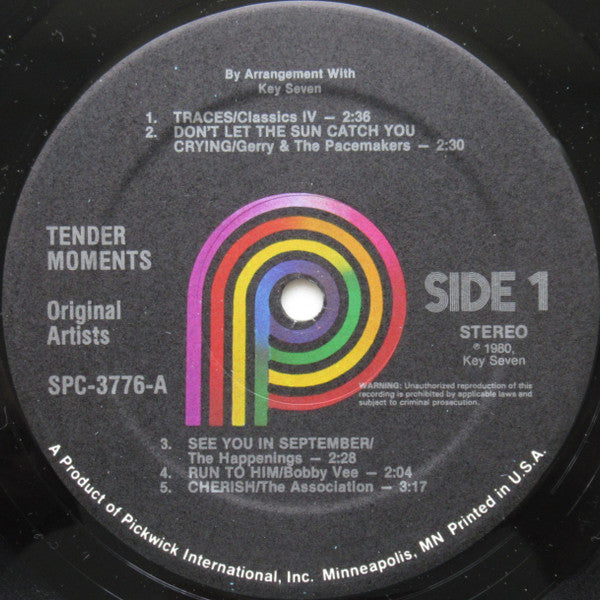 By Arrangement With
Key Seven
1. TRACES/Classics IV — 2:36
2. DON'T LET THE SUN CATCH YOU
CRYING/Gerry & The Pacemakers — 2:30
TENDER
MOMENTS
Original
Artists
SPC-3776-A
SIDE 1
STEREO
℗ 1980,
Key Seven
WARNING: Unauthorized reproduction of this
recording is prohibited by applicable laws and
subject to criminal prosecution.
3. SEE YOU IN SEPTEMBER/
The Happenings — 2:28
4. RUN TO HIM/Bobby Vee — 2:04
5. CHERISH/The Association — 3:17
A Product of Pickwick International, Inc. Minneapolis, MN Printed in U.S.A.